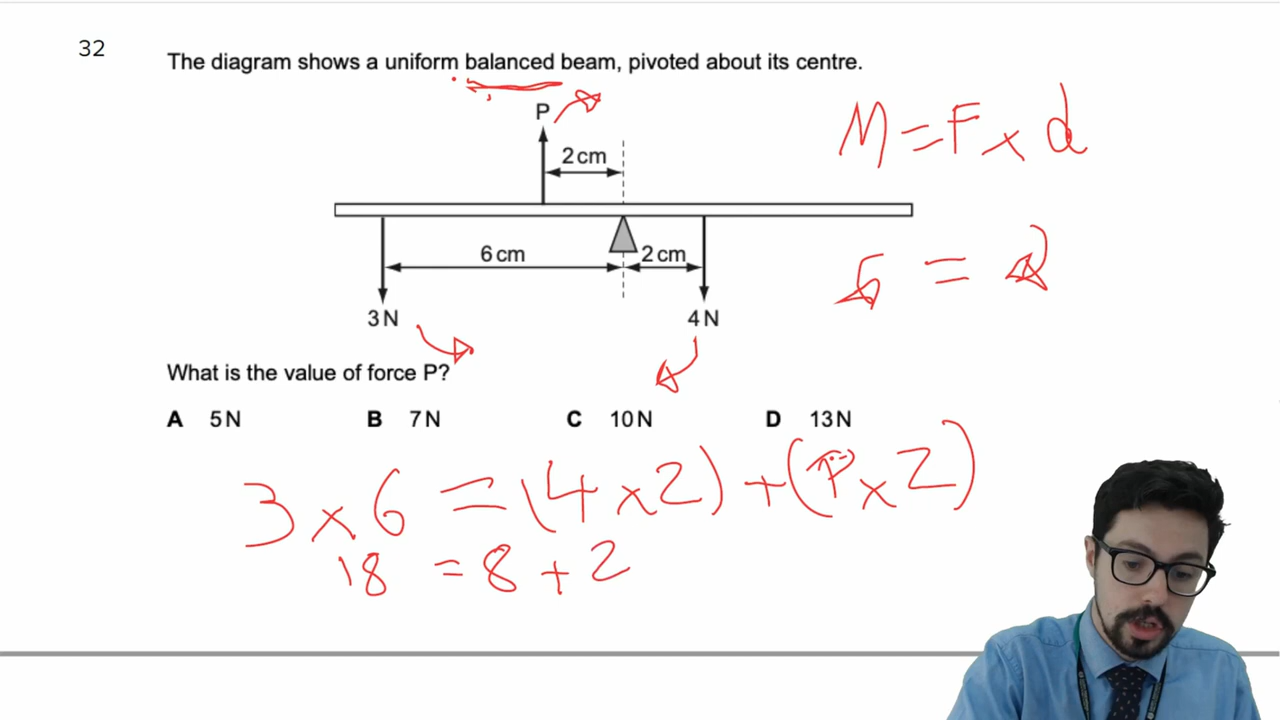 32
The diagram shows a uniform balanced beam, pivoted about its centre.
P
2 cm
M = F x d
6 cm
2 cm
3 N
4 N
What is the value of force P?
A 5 N B 7 N C 10 N D 13 N
3 x 6 = (4 x 2) + (P x 2)
18 = 8 + 2